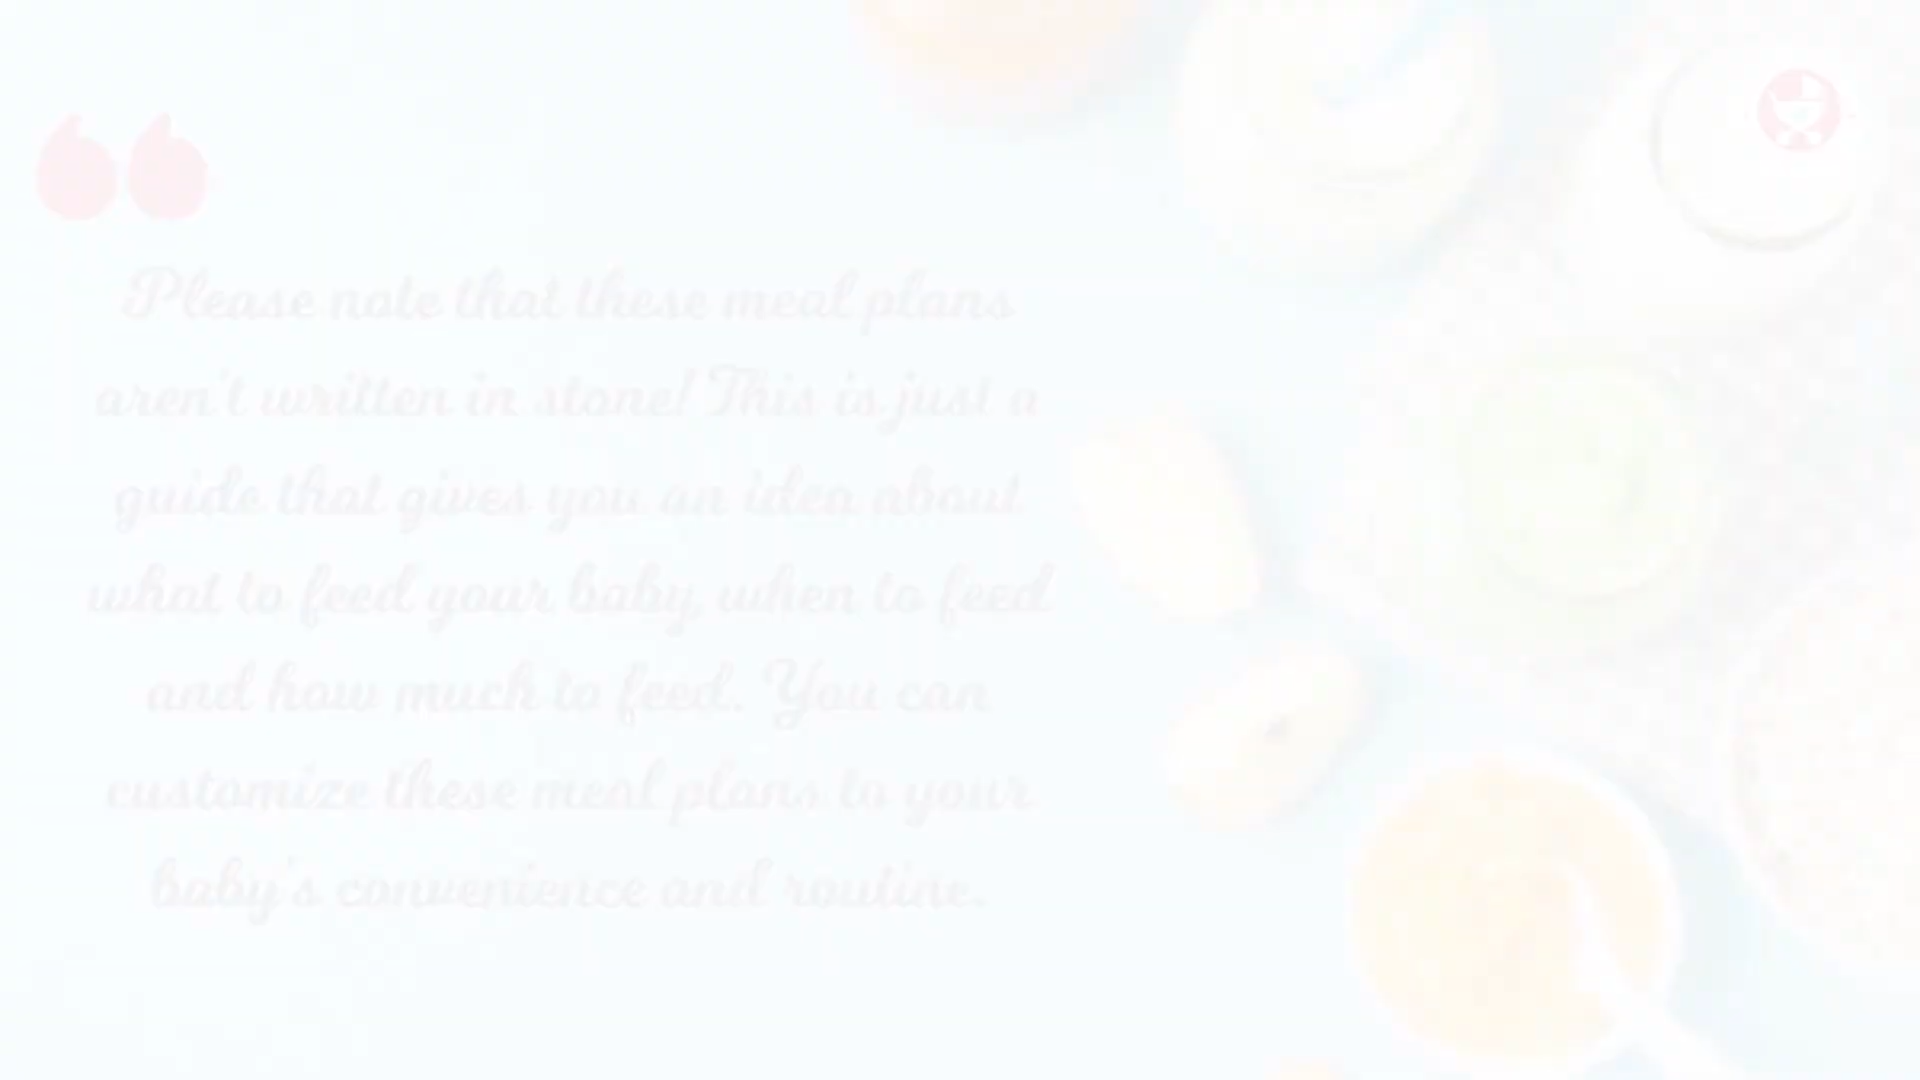 Please note that these meal plans
aren't written in stone! This is just a
guide that gives you an idea about
what to feed your baby, when to feed
and how much to feed. You can
customize these meal plans to your
baby's convenience and routine.